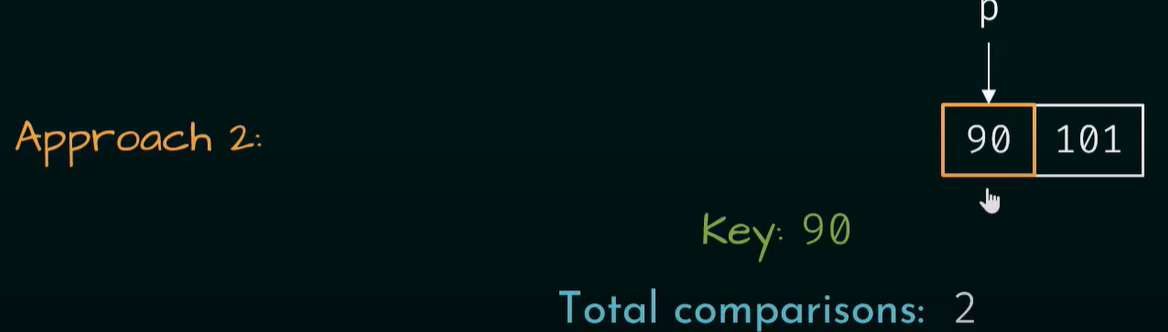 p
Approach 2:
90 101
Key: 90
Total comparisons: 2